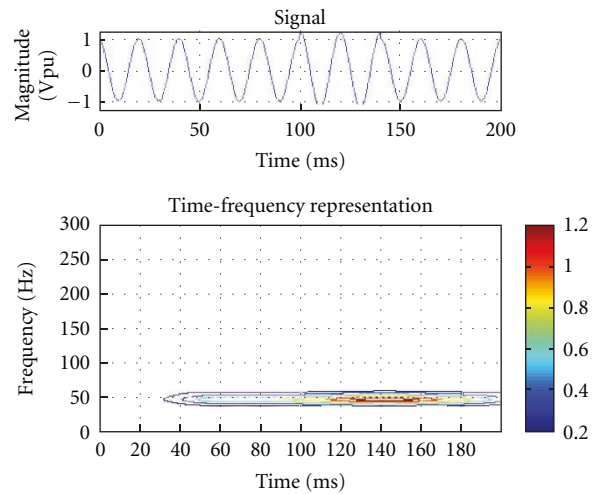 Signal
Magnitude
(Vpu)
1
0
−1
0 50 100 150 200
Time (ms)
Time-frequency representation
Frequency (Hz)
300
250
200
150
100
50
0
0 20 40 60 80 100 120 140 160 180
Time (ms)
1.2
1
0.8
0.6
0.4
0.2